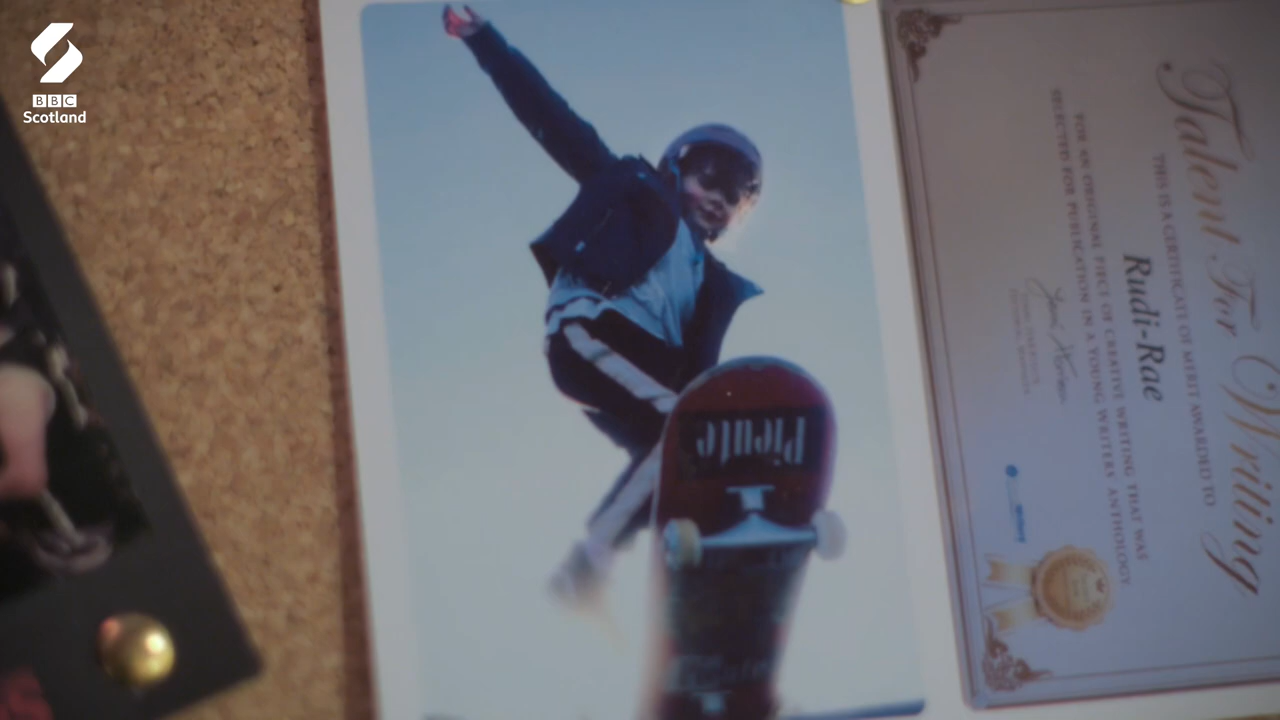 BBC
Scotland
Picute
Talent For Writing
THIS IS A CERTIFICATE OF MERIT AWARDED TO
Rudi-Rae
FOR AN ORIGINAL PIECE OF CREATIVE WRITING THAT WAS
SELECTED FOR PUBLICATION IN A YOUNG WRITERS ANTHOLOGY